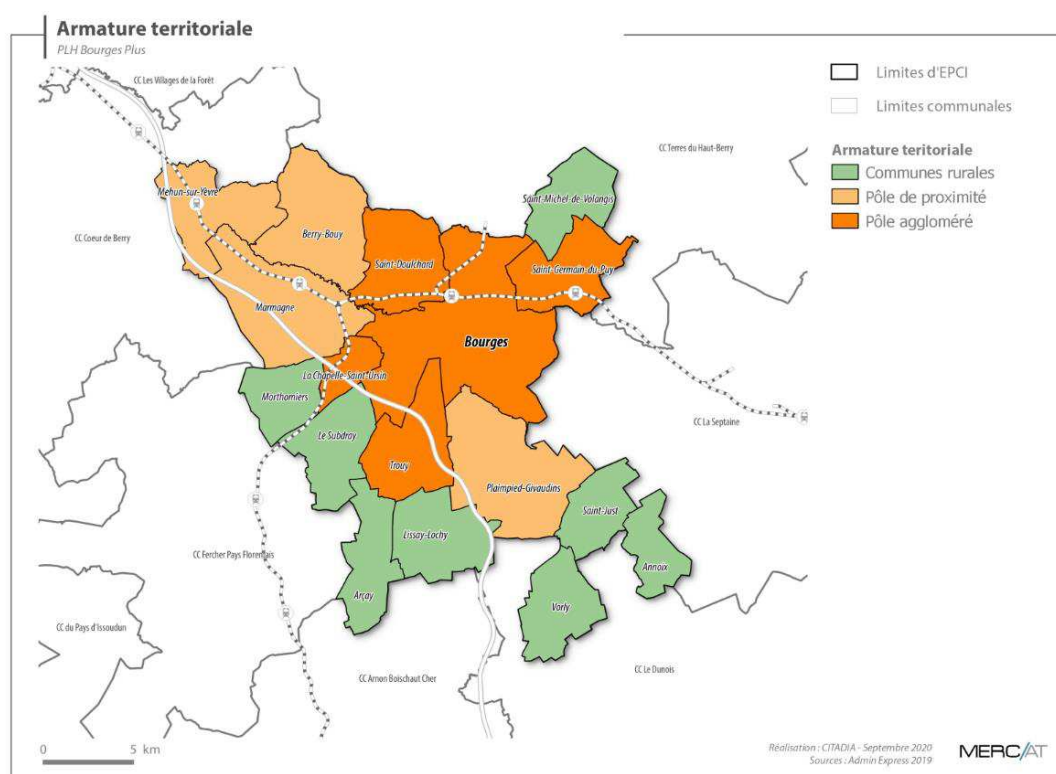 Armature territoriale
PLH Bourges Plus
Limites d'EPCI
Limites communales
Armature teritoriale
Communes rurales
Pôle de proximité
Pôle aggloméré
CC Les Villages de la Forêt
CC Terres du Haut-Berry
Saint-Michel-de-Volangis
Mehun-sur-Yèvre
Berry-Bouy
CC Coeur de Berry
Saint-Doulchard
Saint-Germain-du-Puy
Marmagne
Bourges
La Chapelle-Saint-Ursin
Morthomiers
CC La Septaine
Le Subdray
Trouy
Plaimpied-Givaudins
Saint-Just
Lissay-Lochy
CC Fercher Pays Florentais
Annoix
Arçay
Vorly
CC du Pays d'Issoudun
CC Le Dunois
CC Arnon Boischaut Cher
0 5 km
Réalisation : CITADIA - Septembre 2020
Sources : Admin Express 2019
MERC/AT